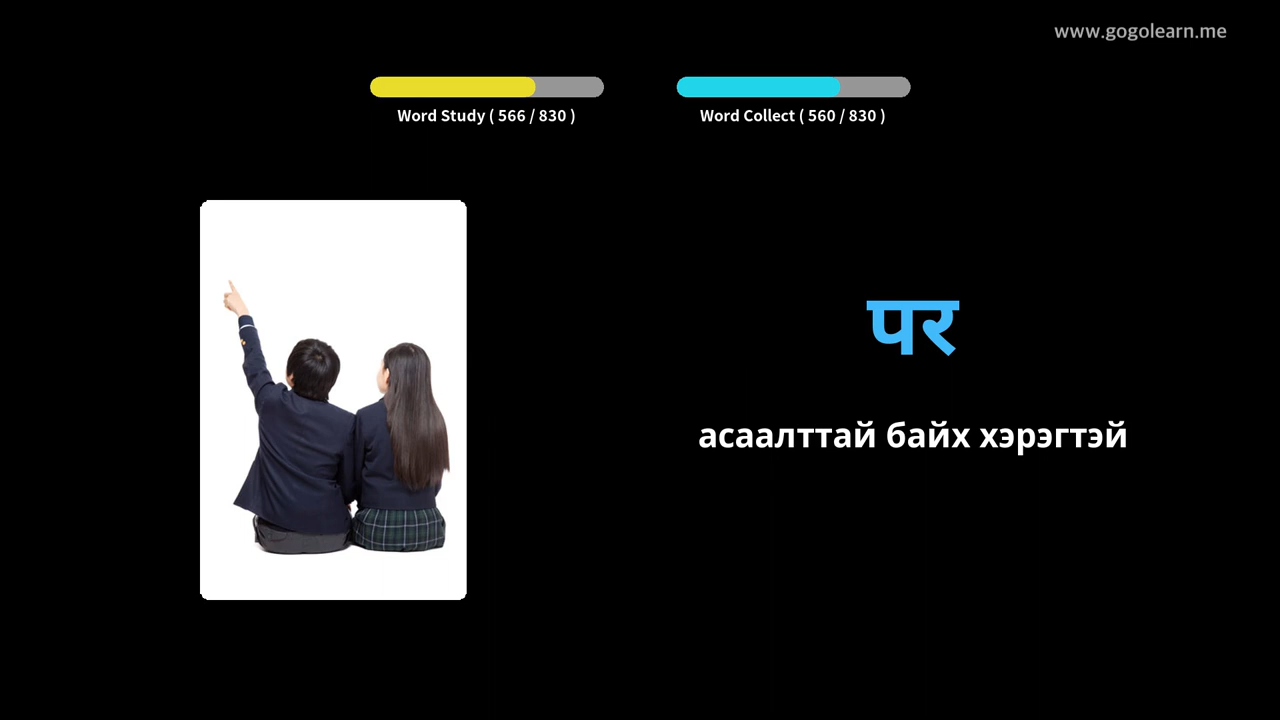 www.gogolearn.me
Word Study ( 566 / 830 )
Word Collect ( 560 / 830 )
पर
асаалттай байх хэрэгтэй